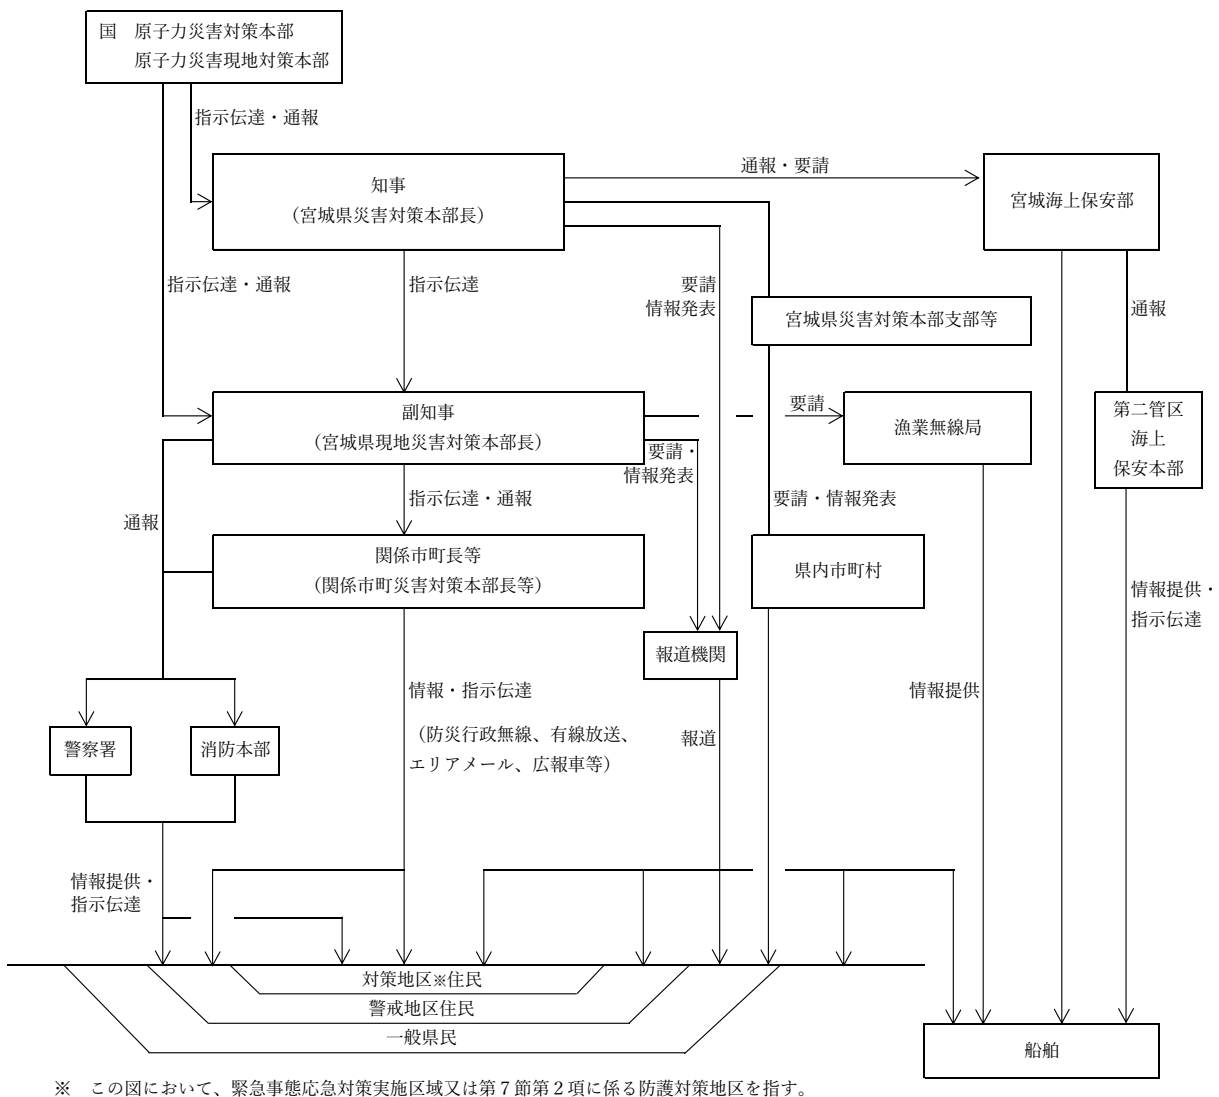 国　原子力災害対策本部
原子力災害現地対策本部
指示伝達・通報
知事
（宮城県災害対策本部長）
通報・要請
宮城海上保安部
指示伝達・通報
指示伝達
要請
情報発表
宮城県災害対策本部支部等
通報
副知事
（宮城県現地災害対策本部長）
要請
漁業無線局
第二管区
海上
保安本部
要請・
情報発表
指示伝達・通報
要請・情報発表
通報
関係市町長等
（関係市町災害対策本部長等）
県内市町村
情報提供・
指示伝達
報道機関
情報・指示伝達
（防災行政無線、有線放送、
エリアメール、広報車等）
報道
情報提供
警察署
消防本部
情報提供・
指示伝達
対策地区※住民
警戒地区住民
一般県民
船舶
※　この図において、緊急事態応急対策実施区域又は第７節第２項に係る防護対策地区を指す。